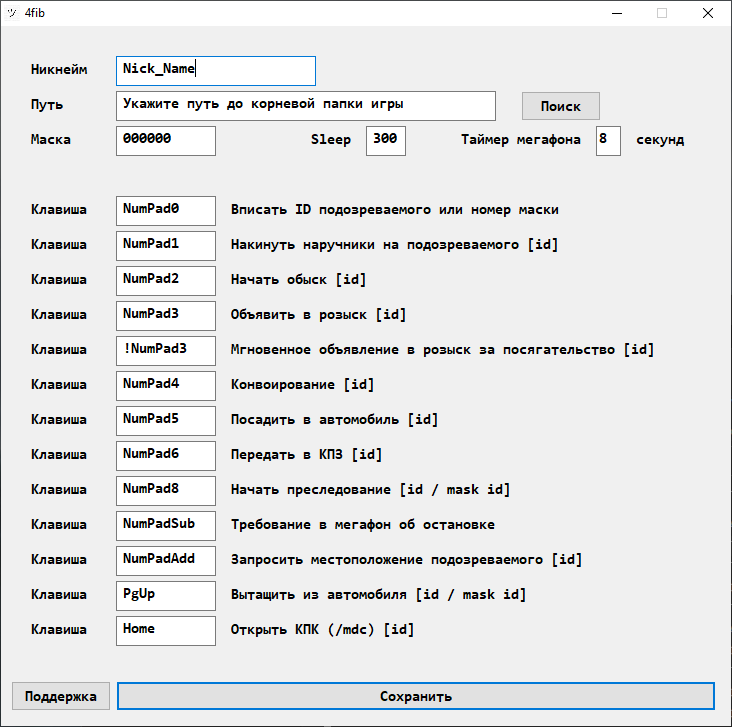 ツ 4fib
Никнейм Nick_Name
Путь Укажите путь до корневой папки игры Поиск
Маска 000000 Sleep 300 Таймер мегафона 8 секунд
Клавиша NumPad0 Вписать ID подозреваемого или номер маски
Клавиша NumPad1 Накинуть наручники на подозреваемого [id]
Клавиша NumPad2 Начать обыск [id]
Клавиша NumPad3 Объявить в розыск [id]
Клавиша !NumPad3 Мгновенное объявление в розыск за посягательство [id]
Клавиша NumPad4 Конвоирование [id]
Клавиша NumPad5 Посадить в автомобиль [id]
Клавиша NumPad6 Передать в КПЗ [id]
Клавиша NumPad8 Начать преследование [id / mask id]
Клавиша NumPadSub Требование в мегафон об остановке
Клавиша NumPadAdd Запросить местоположение подозреваемого [id]
Клавиша PgUp Вытащить из автомобиля [id / mask id]
Клавиша Home Открыть КПК (/mdc) [id]
Поддержка Сохранить